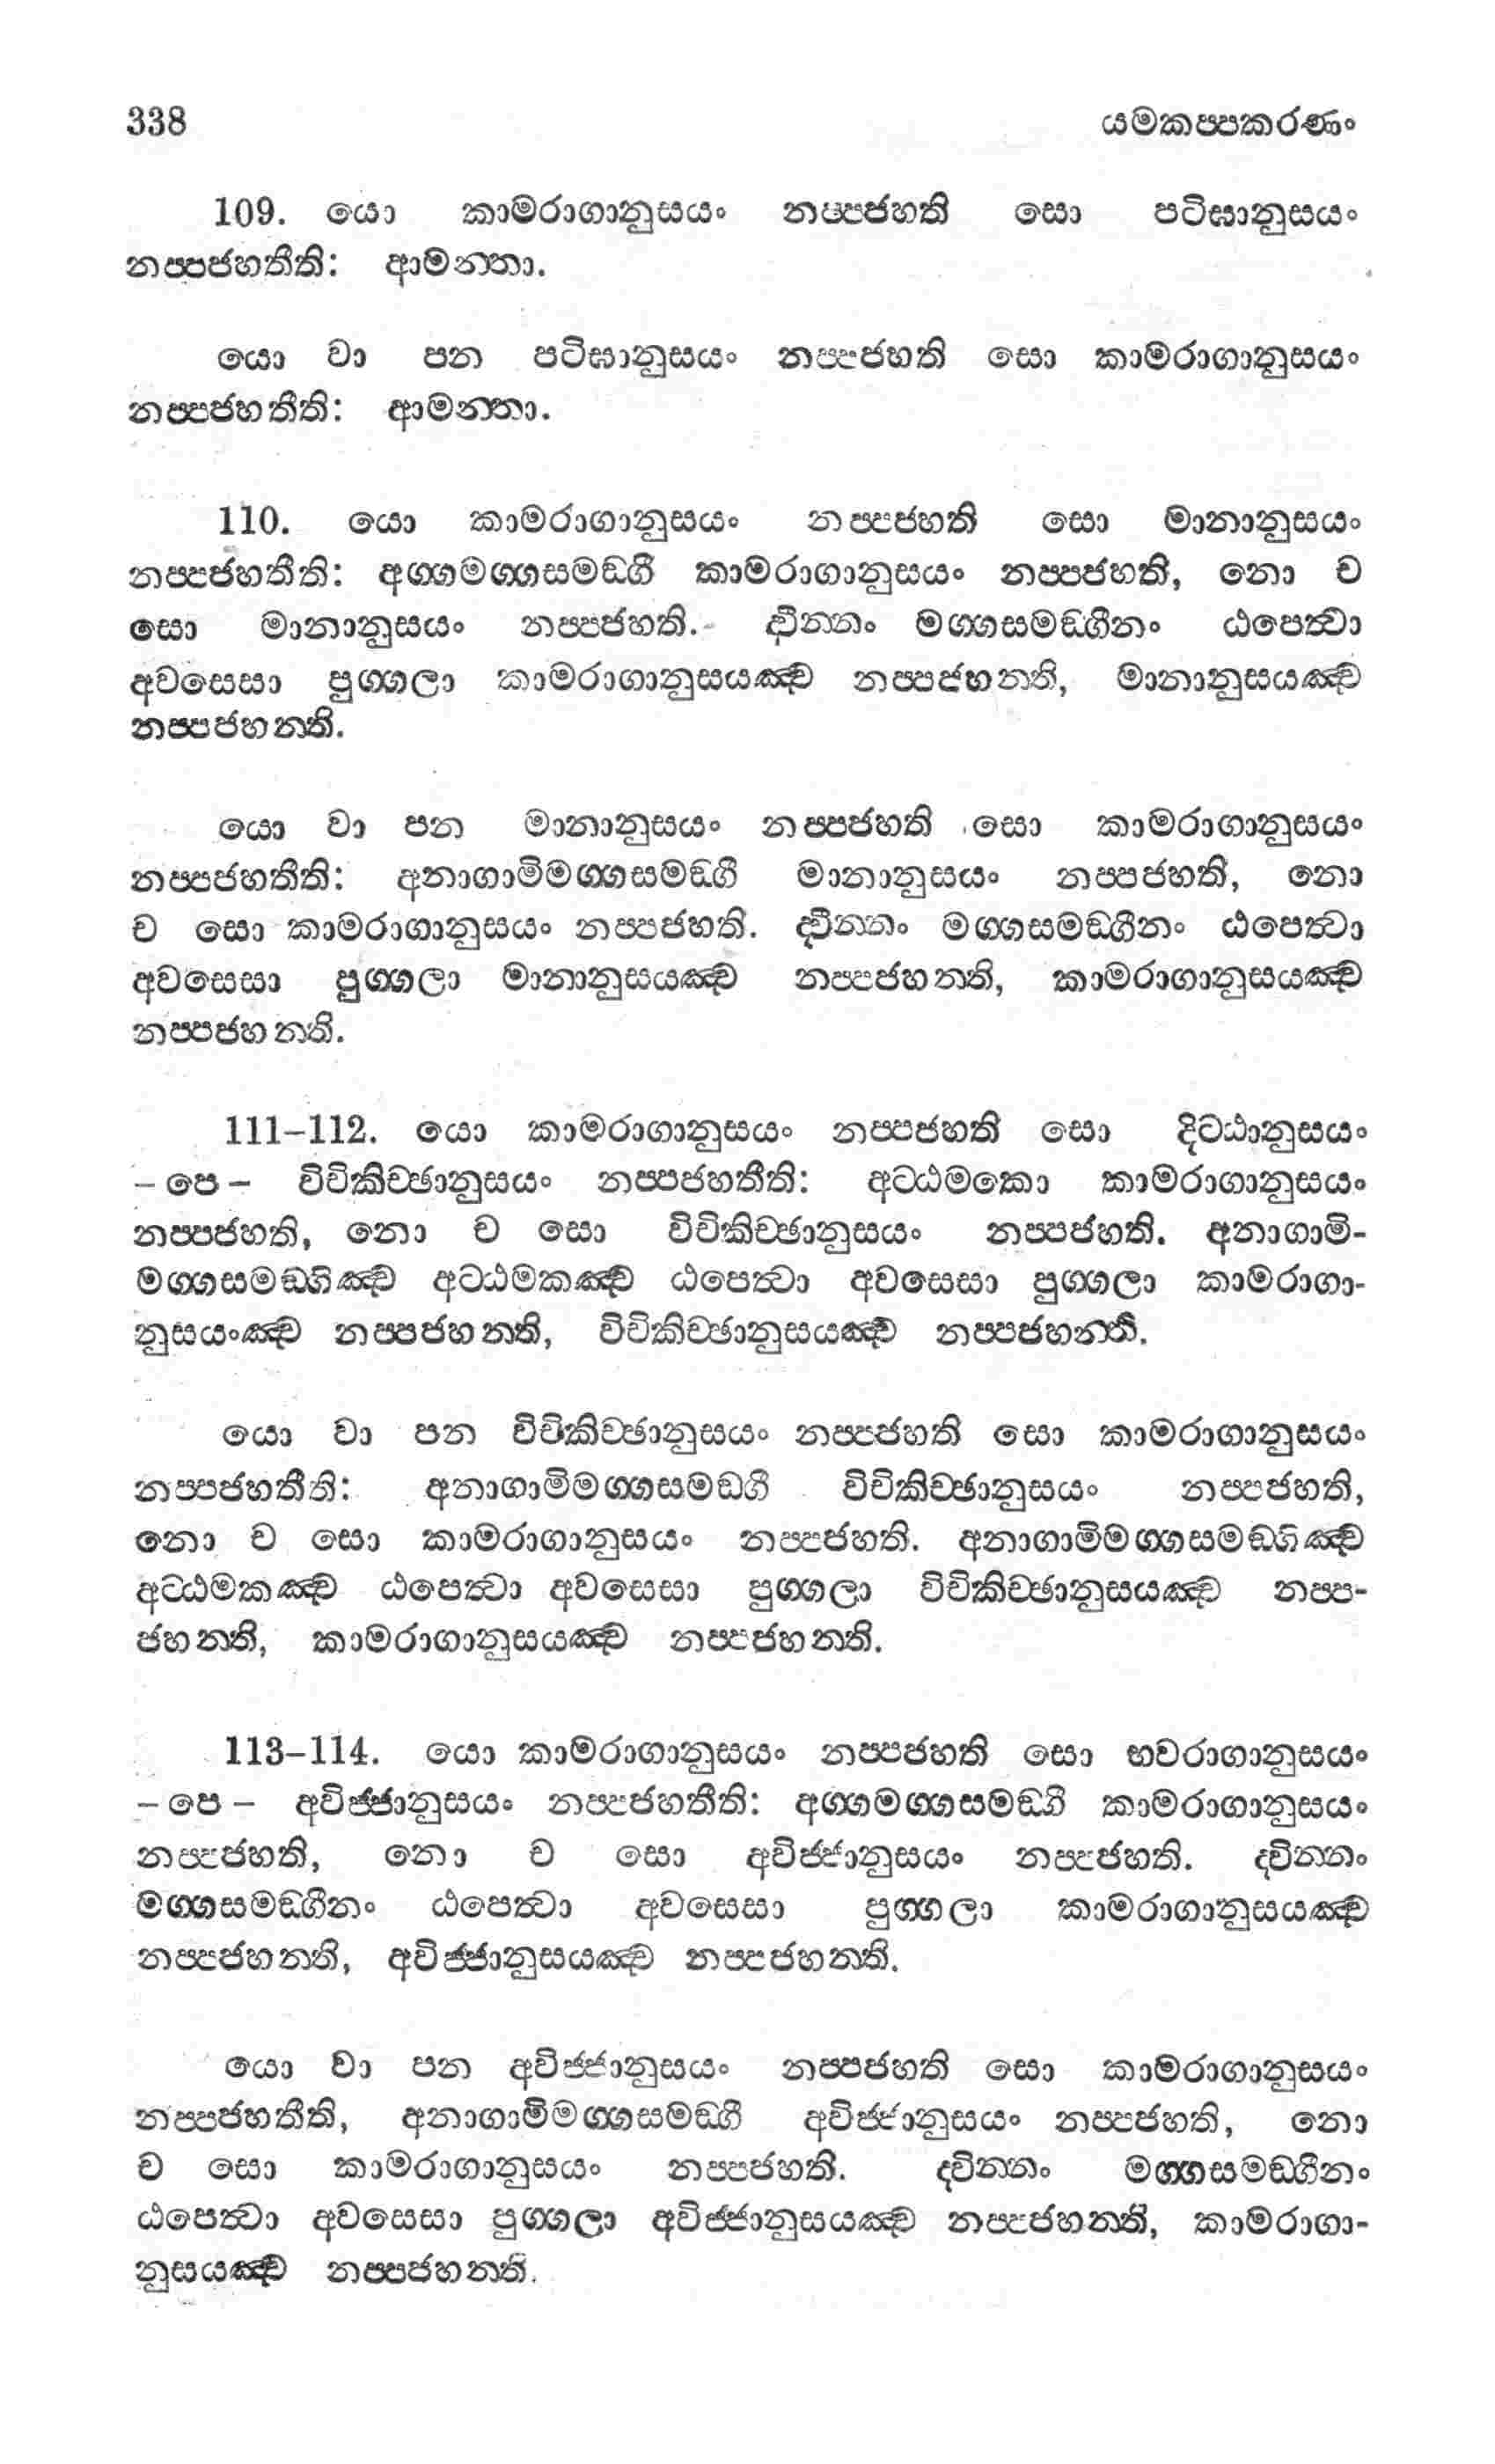 338 යමකප්පකරණං
109. යො කාමරාගානුසයං නප්පජහති සො පටිඝානුසයං
නප්පජහතීති: ආමන්තා.
යො වා පන පටිඝානුසයං නප්පජහති සො කාමරාගානුසයං
නප්පජහතීති: ආමන්තා.
110. යො කාමරාගානුසයං නප්පජහති සො මානානුසයං
නප්පජහතීති: අග්ගමග්ගසමඞ්ගී කාමරාගානුසයං නප්පජහති, නො ච
සො මානානුසයං නප්පජහති. ද්වින්නං මග්ගසමඞ්ගීනං ඨපෙත්වා
අවසෙසා පුග්ගලා කාමරාගානුසයඤ්ච නප්පජහන්ති, මානානුසයඤ්ච
නප්පජහන්ති.
යො වා පන මානානුසයං නප්පජහති සො කාමරාගානුසයං
නප්පජහතීති: අනාගාමිමග්ගසමඞ්ගී මානානුසයං නප්පජහති, නො
ච සො කාමරාගානුසයං නප්පජහති. ද්වින්නං මග්ගසමඞ්ගීනං ඨපෙත්වා
අවසෙසා පුග්ගලා මානානුසයඤ්ච නප්පජහන්ති, කාමරාගානුසයඤ්ච
නප්පජහන්ති.
111–112. යො කාමරාගානුසයං නප්පජහති සො දිට්ඨානුසයං
– පෙ – විචිකිච්ඡානුසයං නප්පජහතීති: අට්ඨමකො කාමරාගානුසයං
නප්පජහති, නො ච සො විචිකිච්ඡානුසයං නප්පජහති. අනාගාමි-
මග්ගසමඞ්ගිඤ්ච අට්ඨමකඤ්ච ඨපෙත්වා අවසෙසා පුග්ගලා කාමරාගා-
නුසයංඤ්ච නප්පජහන්ති, විචිකිච්ඡානුසයඤ්ච නප්පජහන්ති.
යො වා පන විචිකිච්ඡානුසයං නප්පජහති සො කාමරාගානුසයං
නප්පජහතීති: අනාගාමිමග්ගසමඞ්ගී විචිකිච්ඡානුසයං නප්පජහති,
නො ච සො කාමරාගානුසයං නප්පජහති. අනාගාමිමග්ගසමඞ්ගිඤ්ච
අට්ඨමකඤ්ච ඨපෙත්වා අවසෙසා පුග්ගලා විචිකිච්ඡානුසයඤ්ච නප්ප-
ජහන්ති, කාමරාගානුසයඤ්ච නප්පජහන්ති.
113–114. යො කාමරාගානුසයං නප්පජහති සො භවරාගානුසයං
– පෙ – අවිජ්ජානුසයං නප්පජහතීති: අග්ගමග්ගසමඞ්ගී කාමරාගානුසයං
නප්පජහති, නො ච සො අවිජ්ජානුසයං නප්පජහති. ද්වින්නං
මග්ගසමඞ්ගීනං ඨපෙත්වා අවසෙසා පුග්ගලා කාමරාගානුසයඤ්ච
නප්පජහන්ති, අවිජ්ජානුසයඤ්ච නප්පජහන්ති.
යො වා පන අවිජ්ජානුසයං නප්පජහති සො කාමරාගානුසයං
නප්පජහතීති, අනාගාමිමග්ගසමඞ්ගී අවිජ්ජානුසයං නප්පජහති, නො
ච සො කාමරාගානුසයං නප්පජහති. ද්වින්නං මග්ගසමඞ්ගීනං
ඨපෙත්වා අවසෙසා පුග්ගලා අවිජ්ජානුසයඤ්ච නප්පජහන්ති, කාමරාගා-
නුසයඤ්ච නප්පජහන්ති.